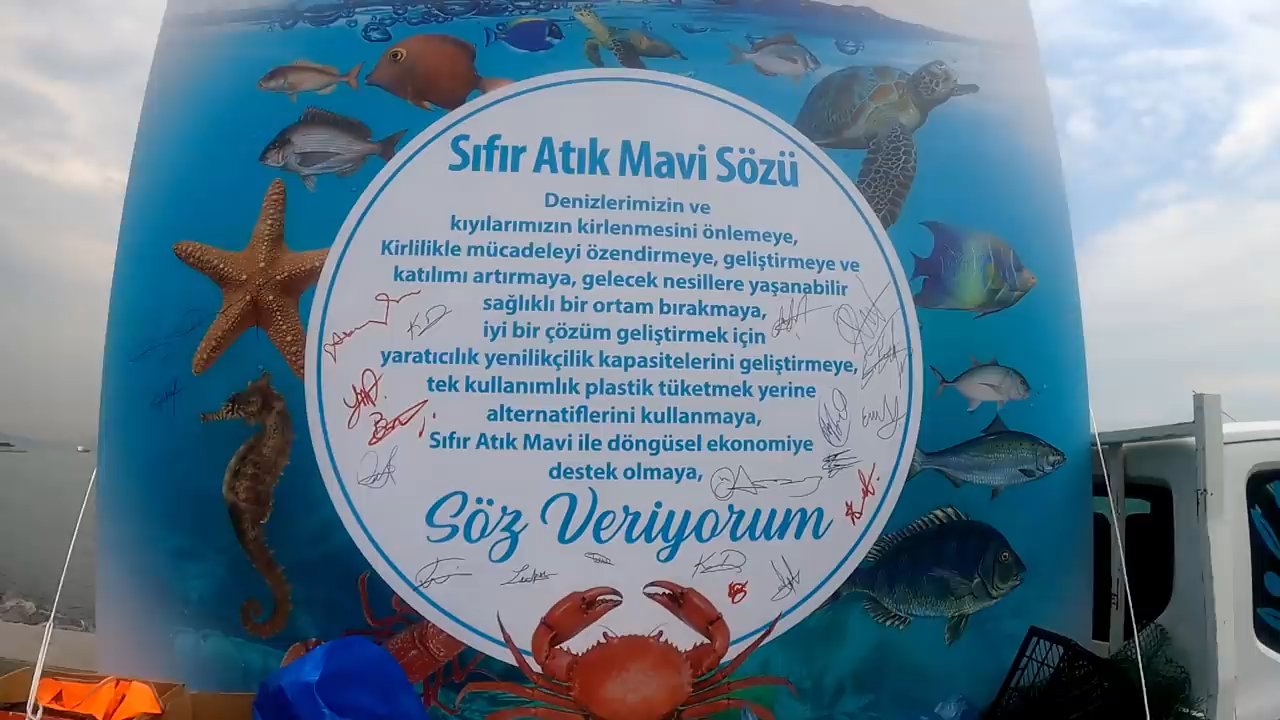 Sıfır Atık Mavi Sözü
Denizlerimizin ve
kıyılarımızın kirlenmesini önlemeye,
Kirlilikle mücadeleyi özendirmeye, geliştirmeye ve
katılımı artırmaya, gelecek nesillere yaşanabilir
sağlıklı bir ortam bırakmaya,
iyi bir çözüm geliştirmek için
yaratıcılık yenilikçilik kapasitelerini geliştirmeye,
tek kullanımlık plastik tüketmek yerine
alternatiflerini kullanmaya,
Sıfır Atık Mavi ile döngüsel ekonomiye
destek olmaya,
Söz Veriyorum